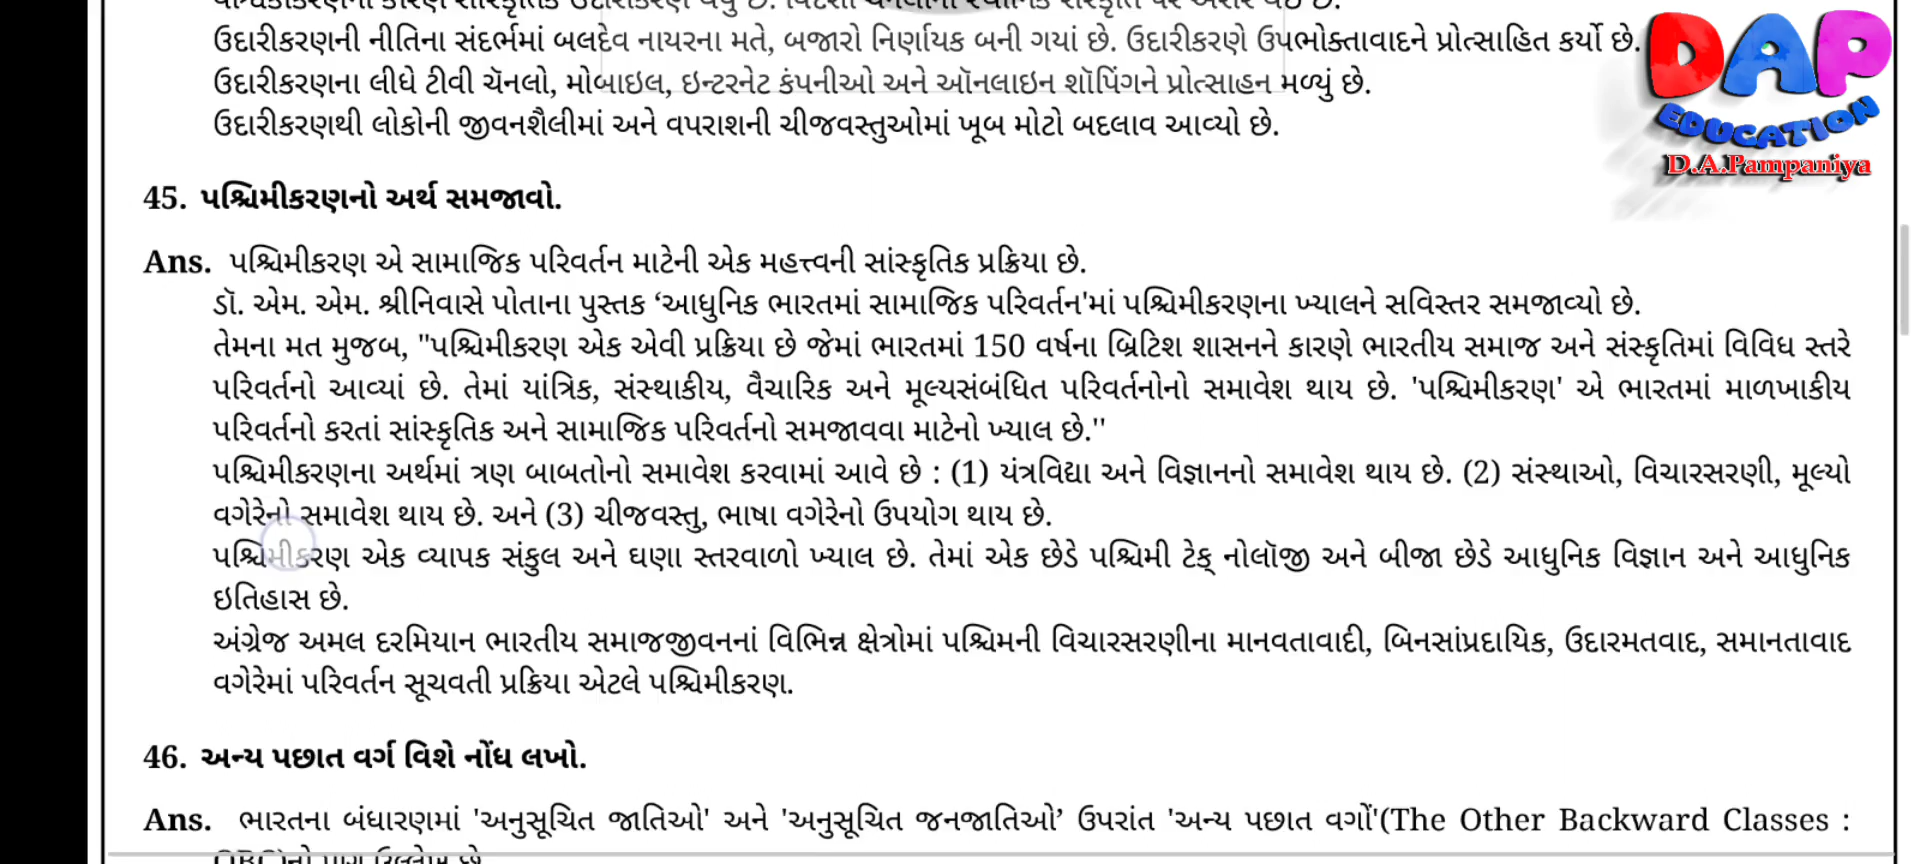 ઉદારીકરણની નીતિના સંદર્ભમાં બલદેવ નાયરના મતે, બજારો નિર્ણાયક બની ગયાં છે. ઉદારીકરણે ઉપભોક્તાવાદને પ્રોત્સાહિત કર્યો છે.
ઉદારીકરણના લીધે ટીવી ચૅનલો, મોબાઇલ, ઇન્ટરનેટ કંપનીઓ અને ઑનલાઇન શૉપિંગને પ્રોત્સાહન મળ્યું છે.
ઉદારીકરણથી લોકોની જીવનશૈલીમાં અને વપરાશની ચીજવસ્તુઓમાં ખૂબ મોટો બદલાવ આવ્યો છે.
DAP
EDUCATION
D.A.Pampaniya
45. પશ્ચિમીકરણનો અર્થ સમજાવો.
Ans. પશ્ચિમીકરણ એ સામાજિક પરિવર્તન માટેની એક મહત્ત્વની સાંસ્કૃતિક પ્રક્રિયા છે.
ડૉ. એમ. એમ. શ્રીનિવાસે પોતાના પુસ્તક ‘આધુનિક ભારતમાં સામાજિક પરિવર્તન'માં પશ્ચિમીકરણના ખ્યાલને સવિસ્તર સમજાવ્યો છે.
તેમના મત મુજબ, "પશ્ચિમીકરણ એક એવી પ્રક્રિયા છે જેમાં ભારતમાં 150 વર્ષના બ્રિટિશ શાસનને કારણે ભારતીય સમાજ અને સંસ્કૃતિમાં વિવિધ સ્તરે
પરિવર્તનો આવ્યાં છે. તેમાં યાંત્રિક, સંસ્થાકીય, વૈચારિક અને મૂલ્યસંબંધિત પરિવર્તનોનો સમાવેશ થાય છે. 'પશ્ચિમીકરણ' એ ભારતમાં માળખાકીય
પરિવર્તનો કરતાં સાંસ્કૃતિક અને સામાજિક પરિવર્તનો સમજાવવા માટેનો ખ્યાલ છે.''
પશ્ચિમીકરણના અર્થમાં ત્રણ બાબતોનો સમાવેશ કરવામાં આવે છે : (1) યંત્રવિદ્યા અને વિજ્ઞાનનો સમાવેશ થાય છે. (2) સંસ્થાઓ, વિચારસરણી, મૂલ્યો
વગેરેનો સમાવેશ થાય છે. અને (3) ચીજવસ્તુ, ભાષા વગેરેનો ઉપયોગ થાય છે.
પશ્ચિમીકરણ એક વ્યાપક સંકુલ અને ઘણા સ્તરવાળો ખ્યાલ છે. તેમાં એક છેડે પશ્ચિમી ટેક્ નોલૉજી અને બીજા છેડે આધુનિક વિજ્ઞાન અને આધુનિક
ઇતિહાસ છે.
અંગ્રેજ અમલ દરમિયાન ભારતીય સમાજજીવનનાં વિભિન્ન ક્ષેત્રોમાં પશ્ચિમની વિચારસરણીના માનવતાવાદી, બિનસાંપ્રદાયિક, ઉદારમતવાદ, સમાનતાવાદ
વગેરેમાં પરિવર્તન સૂચવતી પ્રક્રિયા એટલે પશ્ચિમીકરણ.
46. અન્ય પછાત વર્ગ વિશે નોંધ લખો.
Ans. ભારતના બંધારણમાં 'અનુસૂચિત જાતિઓ' અને 'અનુસૂચિત જનજાતિઓ’ ઉપરાંત 'અન્ય પછાત વર્ગો'(The Other Backward Classes :